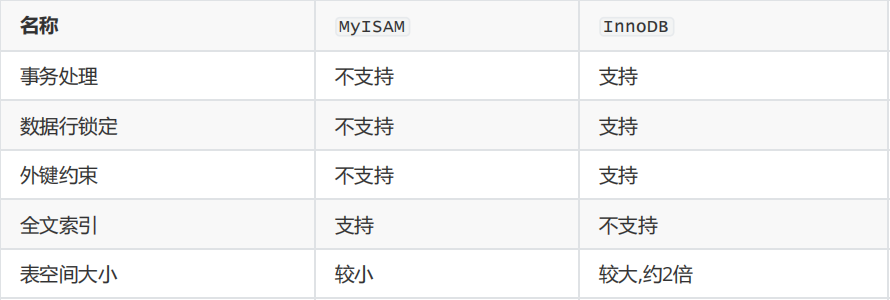 名称 MyISAM InnoDB
事务处理 不支持 支持
数据行锁定 不支持 支持
外键约束 不支持 支持
全文索引 支持 不支持
表空间大小 较小 较大,约2倍